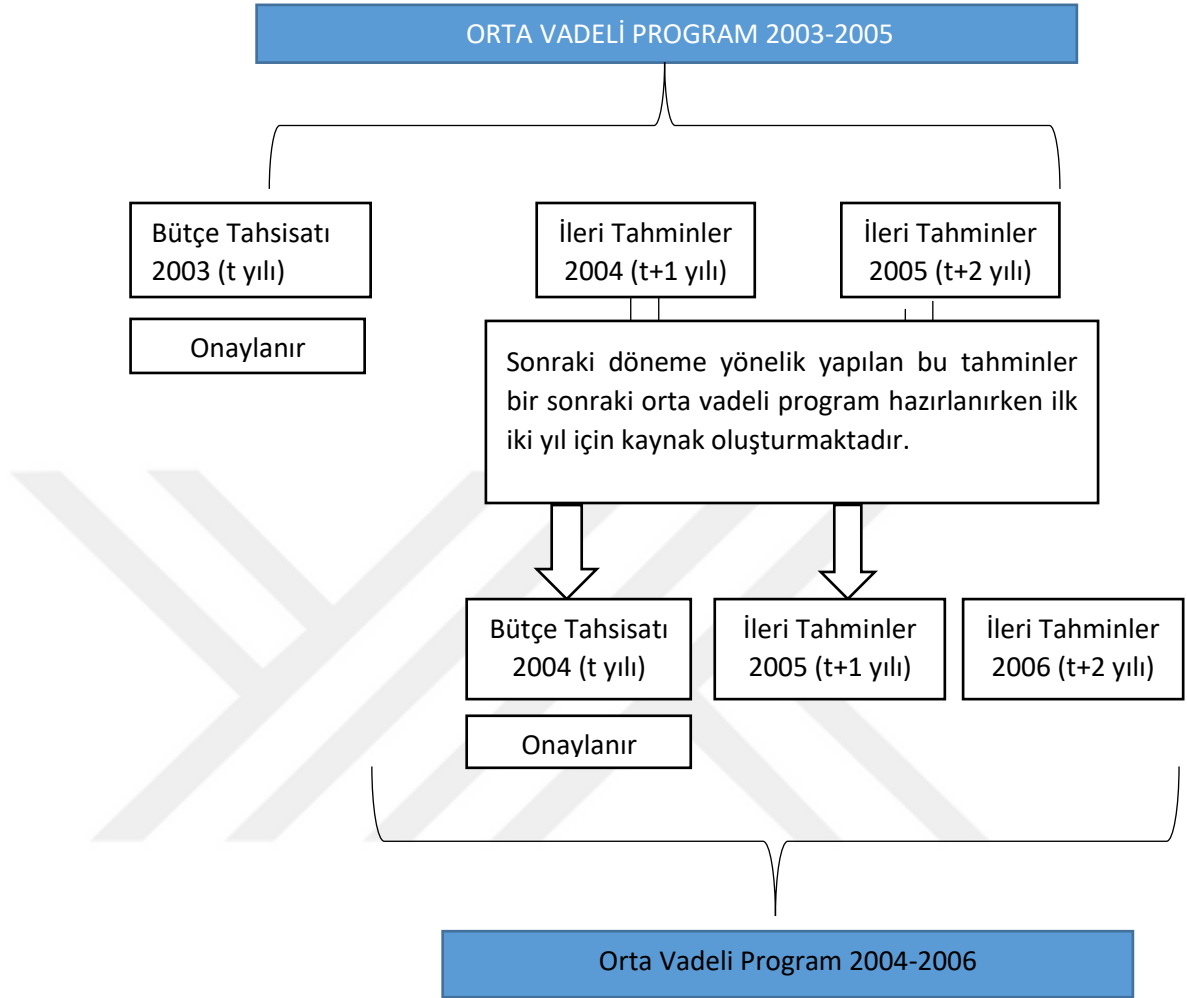 ORTA VADELİ PROGRAM 2003-2005
Bütçe Tahsisatı
2003 (t yılı)
Onaylanır
İleri Tahminler
2004 (t+1 yılı)
İleri Tahminler
2005 (t+2 yılı)
Sonraki döneme yönelik yapılan bu tahminler
bir sonraki orta vadeli program hazırlanırken ilk
iki yıl için kaynak oluşturmaktadır.
Bütçe Tahsisatı
2004 (t yılı)
Onaylanır
İleri Tahminler
2005 (t+1 yılı)
İleri Tahminler
2006 (t+2 yılı)
Orta Vadeli Program 2004-2006